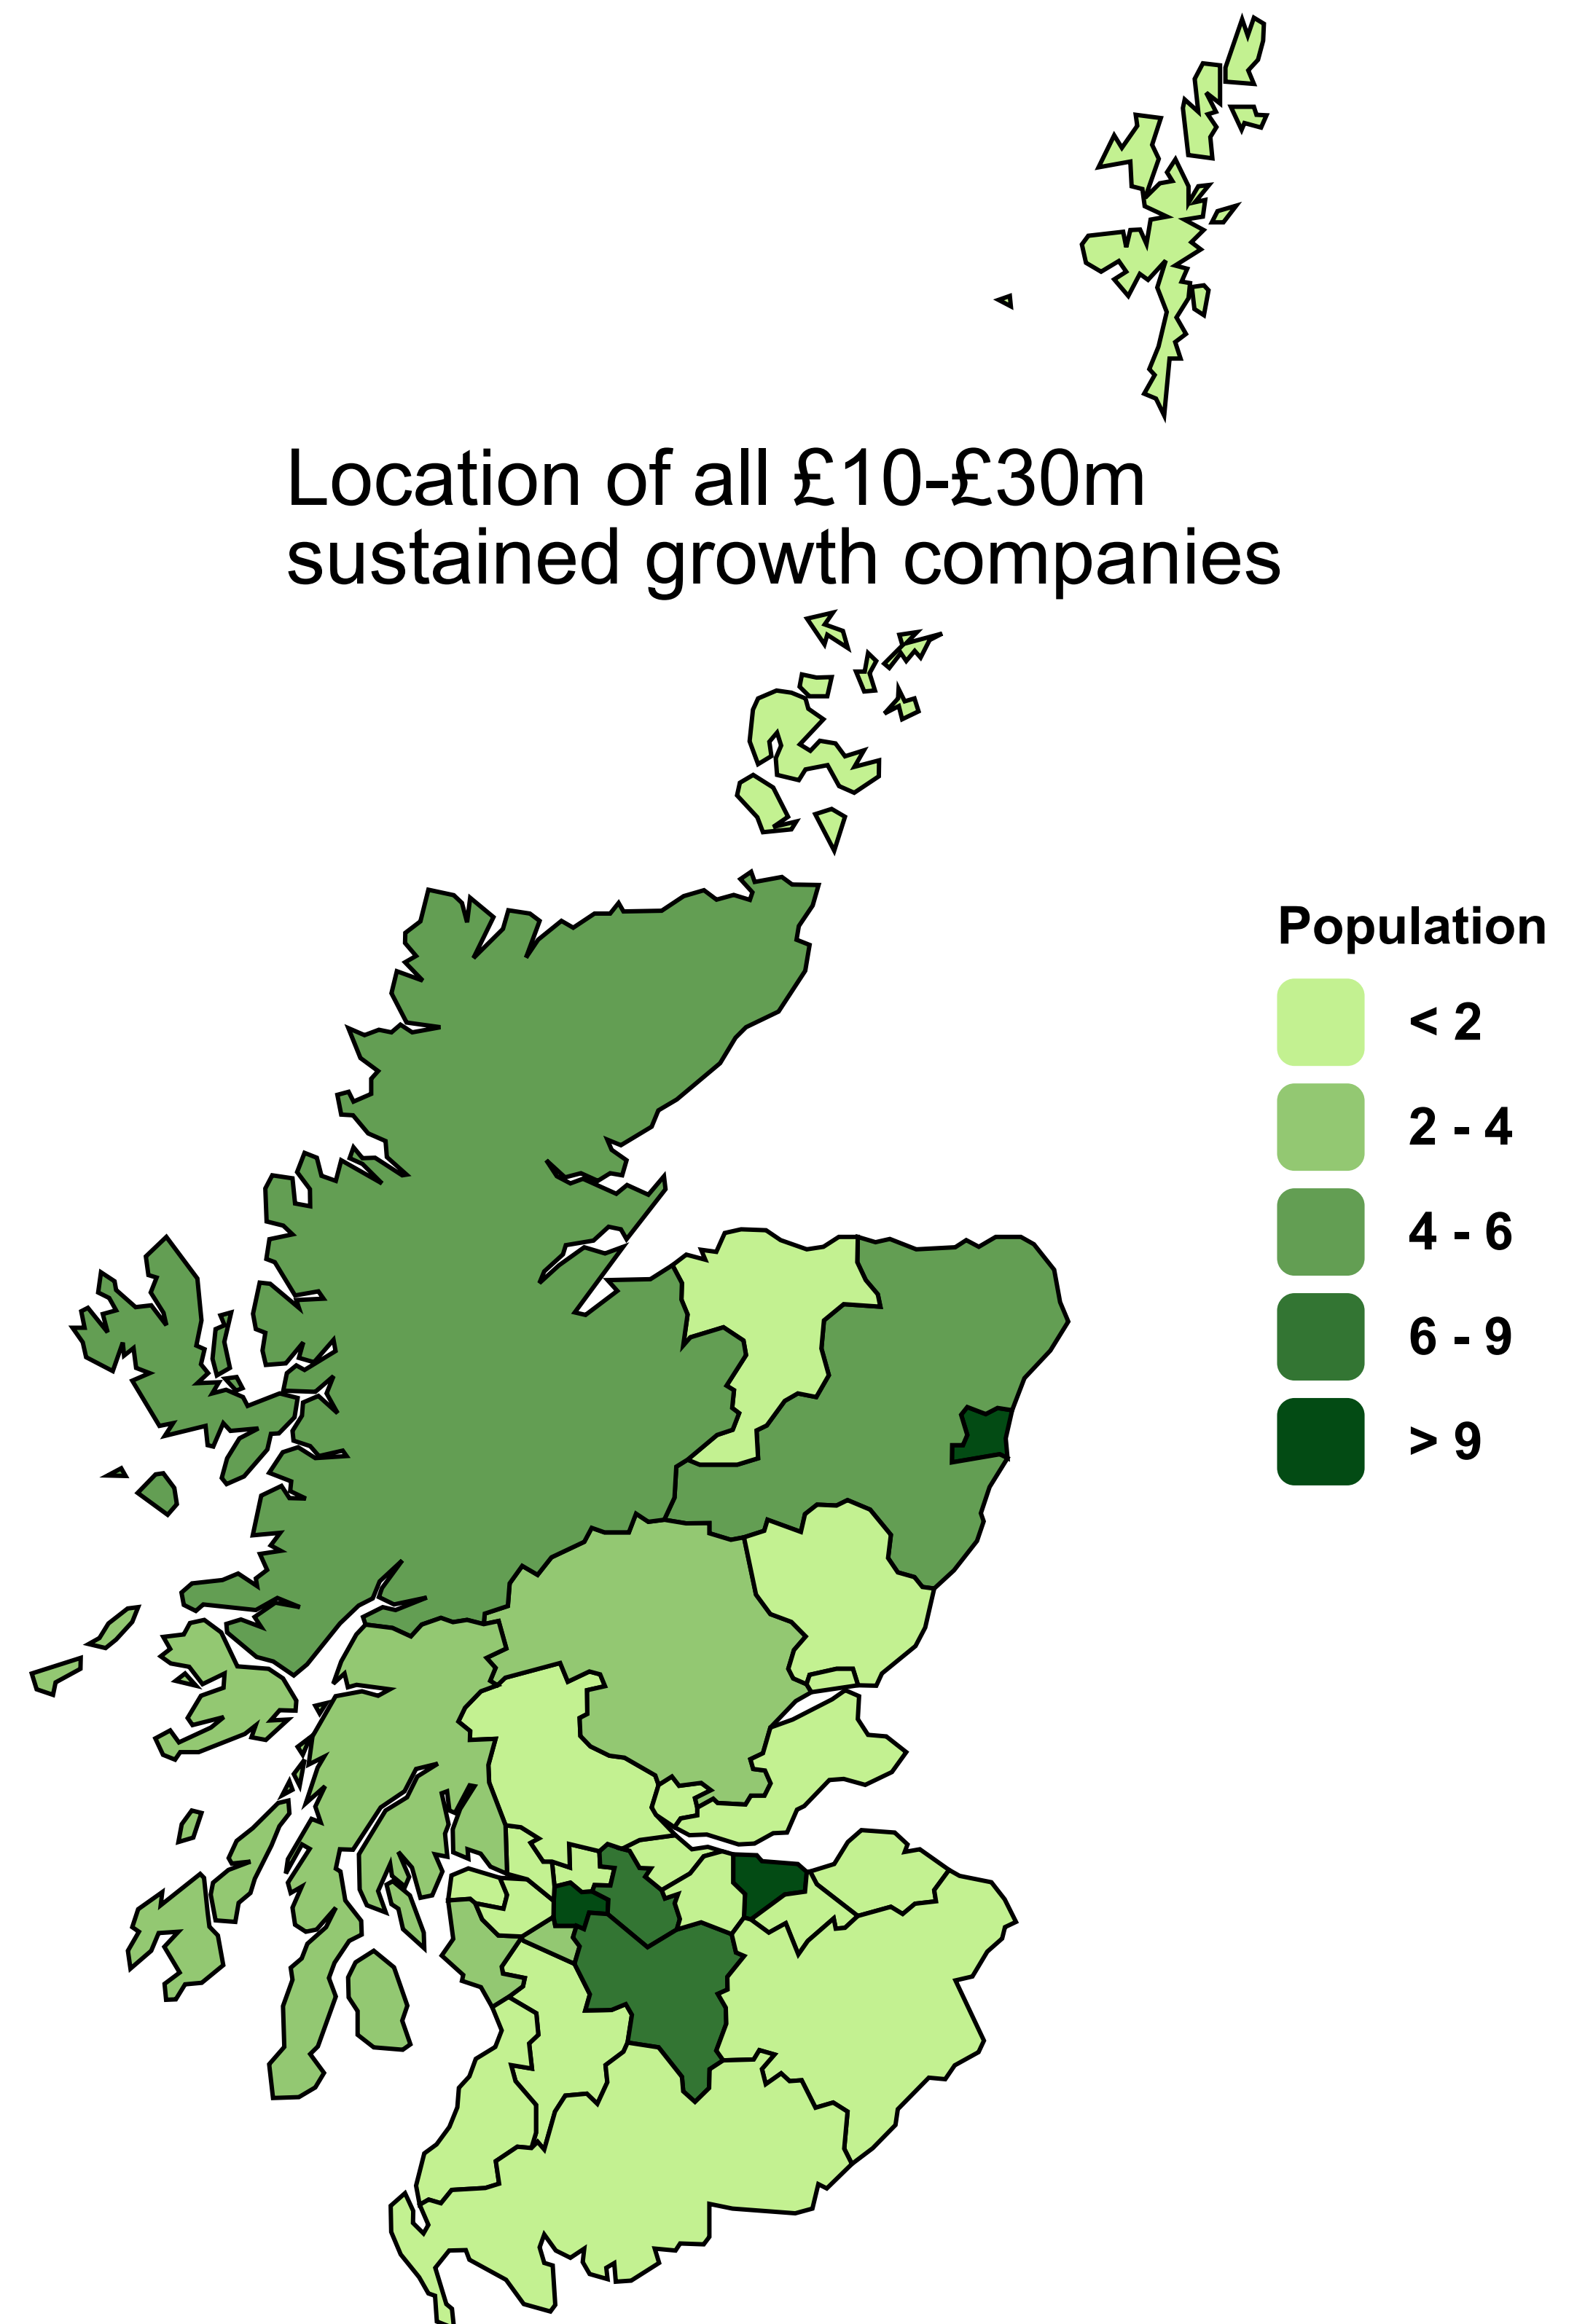 Location of all £10-£30m
sustained growth companies
Population
< 2
2 - 4
4 - 6
6 - 9
> 9